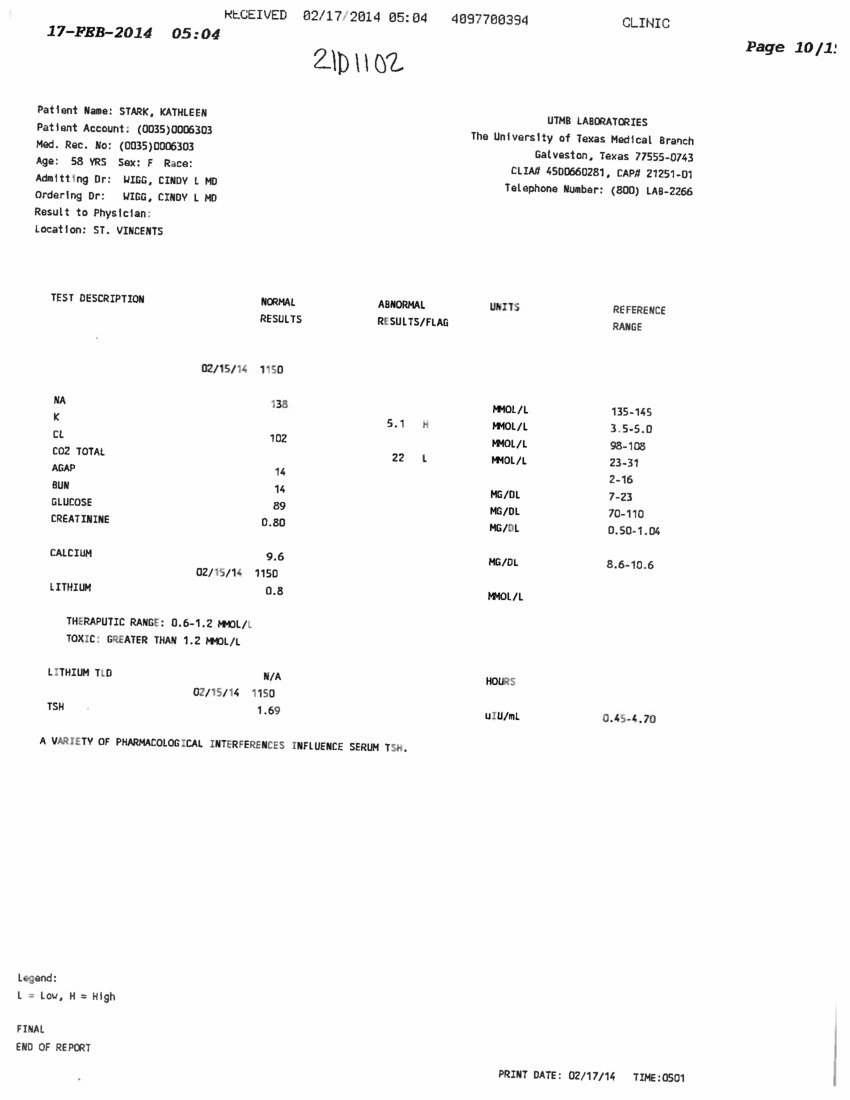 RECEIVED 02/17/2014 05:04 4097700394 CLINIC
17-FEB-2014 05:04
Page 10/1
21D1102
Patient Name: STARK, KATHLEEN
Patient Account: (0035)0006303
Med. Rec. No: (0035)0006303
Age: 58 YRS Sex: F Race:
Admitting Dr: WIGG, CINDY L MD
Ordering Dr: WIGG, CINDY L MD
Result to Physician:
Location: ST. VINCENTS
UTMB LABORATORIES
The University of Texas Medical Branch
Galveston, Texas 77555-0743
CLIA# 45D0660281, CAP# 21251-01
Telephone Number: (800) LAB-2266
TEST DESCRIPTION NORMAL RESULTS ABNORMAL RESULTS/FLAG UNITS REFERENCE RANGE
02/15/14 1150
NA 138 MMOL/L 135-145
K 5.1 H MMOL/L 3.5-5.0
CL 102 MMOL/L 98-108
CO2 TOTAL 22 L MMOL/L 23-31
AGAP 14 2-16
BUN 14 MG/DL 7-23
GLUCOSE 89 MG/DL 70-110
CREATININE 0.80 MG/DL 0.50-1.04
CALCIUM 9.6 MG/DL 8.6-10.6
02/15/14 1150
LITHIUM 0.8 MMOL/L
THERAPUTIC RANGE: 0.6-1.2 MMOL/L
TOXIC: GREATER THAN 1.2 MMOL/L
LITHIUM TLD N/A HOURS
02/15/14 1150
TSH 1.69 uIU/mL 0.45-4.70
A VARIETY OF PHARMACOLOGICAL INTERFERENCES INFLUENCE SERUM TSH.
Legend:
L = Low, H = High
FINAL
END OF REPORT
PRINT DATE: 02/17/14 TIME:0501